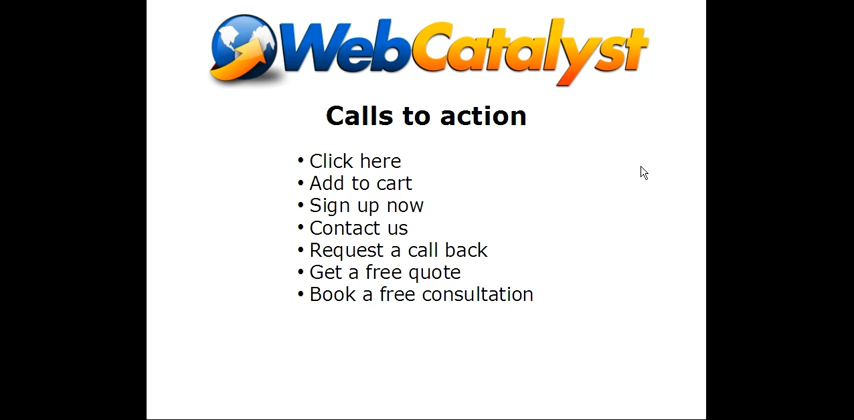 WebCatalyst
Calls to action
• Click here
• Add to cart
• Sign up now
• Contact us
• Request a call back
• Get a free quote
• Book a free consultation